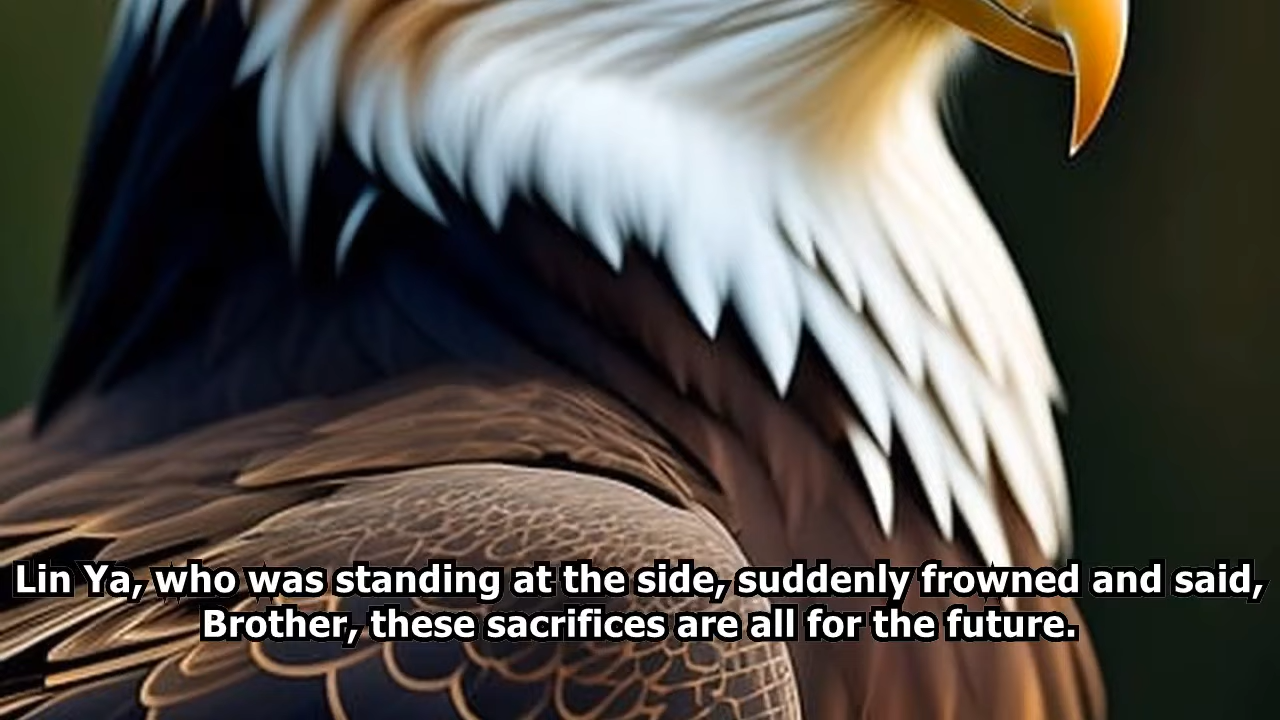 Lin Ya, who was standing at the side, suddenly frowned and said,
Brother, these sacrifices are all for the future.